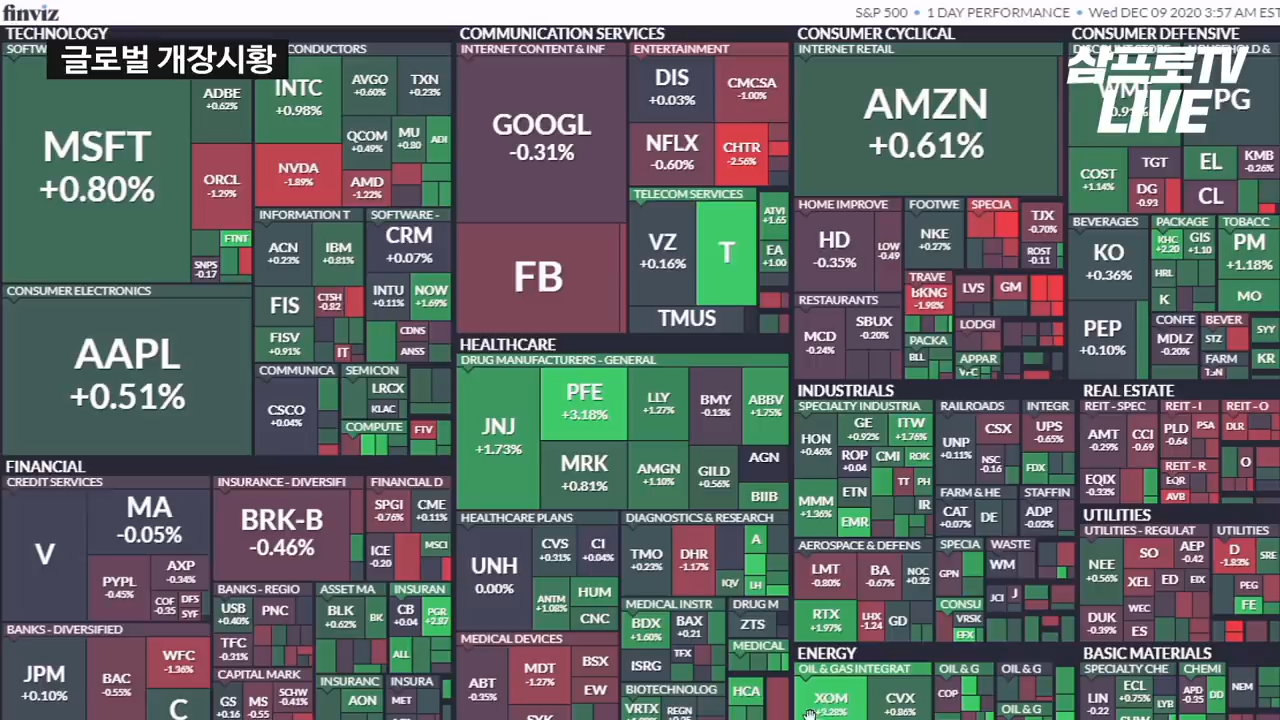 finviz
S&P 500 • 1 DAY PERFORMANCE • Wed DEC 09 2020 3:57 AM EST
글로벌 개장시황
삼프로TV
LIVE
TECHNOLOGY
MSFT
+0.80%
ADBE
+0.62%
ORCL
-1.29%
FTNT
SNPS
-0.17
CONDUCTORS
INTC
+0.98%
AVGO
+0.60%
TXN
+0.23%
QCOM
+0.49%
MU
+0.80
ADI
NVDA
-1.89%
AMD
-1.22%
INFORMATION T
ACN
+0.23%
IBM
+0.81%
FIS
CTSH
-0.82
FISV
+0.91%
IT
SOFTWARE -
CRM
+0.07%
INTU
+0.11%
NOW
+1.69%
CDNS
ANSS
CONSUMER ELECTRONICS
AAPL
+0.51%
COMMUNICA
CSCO
+0.04%
SEMICON
LRCX
KLAC
COMPUTE
FTV
FINANCIAL
CREDIT SERVICES
V
MA
-0.05%
PYPL
-0.45%
AXP
-0.34%
COF
-0.35
DFS
SYF
INSURANCE - DIVERSIFI
BRK-B
-0.46%
FINANCIAL D
SPGI
-0.76%
CME
+0.11%
ICE
-0.20
MSCI
BANKS - DIVERSIFIED
JPM
+0.10%
BAC
-0.55%
WFC
-1.36%
C
BANKS - REGIO
USB
+0.40%
PNC
TFC
-0.31%
CAPITAL MARK
GS
+0.16
MS
-0.55
SCHW
-0.41%
ASSET MA
BLK
+0.62%
BK
INSURAN
CB
+0.04
PGR
+2.87
ALL
INSURANC
AON
INSURA
MET
COMMUNICATION SERVICES
INTERNET CONTENT & INF
GOOGL
-0.31%
FB
ENTERTAINMENT
DIS
+0.03%
CMCSA
-1.00%
NFLX
-0.60%
CHTR
-2.56%
TELECOM SERVICES
VZ
+0.16%
T
TMUS
ATVI
+1.65
EA
+1.00
HEALTHCARE
DRUG MANUFACTURERS - GENERAL
JNJ
+1.73%
PFE
+3.18%
MRK
+0.81%
LLY
+1.27%
BMY
-0.13%
ABBV
+1.75%
AMGN
+1.10%
GILD
+0.56%
AGN
BIIB
HEALTHCARE PLANS
UNH
0.00%
CVS
+0.31%
CI
+0.04%
ANTM
+1.08%
HUM
CNC
DIAGNOSTICS & RESEARCH
TMO
+0.23%
DHR
-1.17%
A
IQV
LH
MEDICAL DEVICES
ABT
-0.35%
MDT
-1.27%
BSX
EW
SYK
MEDICAL INSTR
BDX
+1.60%
BAX
+0.21
ISRG
TFX
BIOTECHNOLOG
VRTX
REGN
DRUG M
ZTS
MEDICAL
HCA
CONSUMER CYCLICAL
INTERNET RETAIL
AMZN
+0.61%
HOME IMPROVE
HD
-0.35%
LOW
-0.49
FOOTWE
NKE
+0.27%
SPECIA
TJX
-0.70%
ROST
-0.11
RESTAURANTS
MCD
-0.24%
SBUX
-0.20%
TRAVE
BKNG
-1.98%
LVS
GM
LODGI
PACKA
BLL
APPAR
VFC
CONSUMER DEFENSIVE
DISCOUNT STORE
HOUSEHOLD &
WMT
PG
COST
+1.14%
TGT
DG
-0.93
EL
CL
KMB
-0.26%
BEVERAGES
KO
+0.36%
PEP
+0.10%
PACKAGE
KHC
+2.20
GIS
+1.10
HRL
K
TOBACC
PM
+1.18%
MO
CONFE
MDLZ
-0.20%
BEVER
STZ
FARM
TSN
SYY
KR
INDUSTRIALS
SPECIALTY INDUSTRIA
HON
+0.46%
GE
+0.92%
ITW
+1.76%
ROP
+0.04
CMI
ROK
ETN
TT
PH
IR
MMM
+1.36%
EMR
RAILROADS
UNP
+0.11%
CSX
NSC
-0.16
INTEGR
UPS
-0.65%
FDX
FARM & HE
CAT
+0.07%
DE
STAFFIN
ADP
-0.02%
AEROSPACE & DEFENS
LMT
-0.80%
BA
-0.67%
NOC
+0.32
RTX
+1.97%
LHX
-1.24
GD
SPECIA
GPN
WASTE
WM
JCI
J
CONSU
VRSK
EFX
REAL ESTATE
REIT - SPEC
AMT
-0.29%
CCI
-0.69
EQIX
-0.33%
REIT - I
PLD
-0.64
PSA
REIT - O
DLR
O
REIT - R
EQR
AVB
UTILITIES
UTILITIES - REGULAT
NEE
+0.56%
SO
AEP
-0.42
XEL
ED
EIX
DUK
-0.39%
WEC
ES
UTILITIES
D
-1.83%
SRE
PEG
FE
ENERGY
OIL & GAS INTEGRAT
XOM
+2.28%
CVX
+0.86%
OIL & G
COP
OIL & G
OIL & G
BASIC MATERIALS
SPECIALTY CHE
LIN
-0.22
ECL
+0.75%
LYB
CHEMI
APD
-0.35
DD
NEM